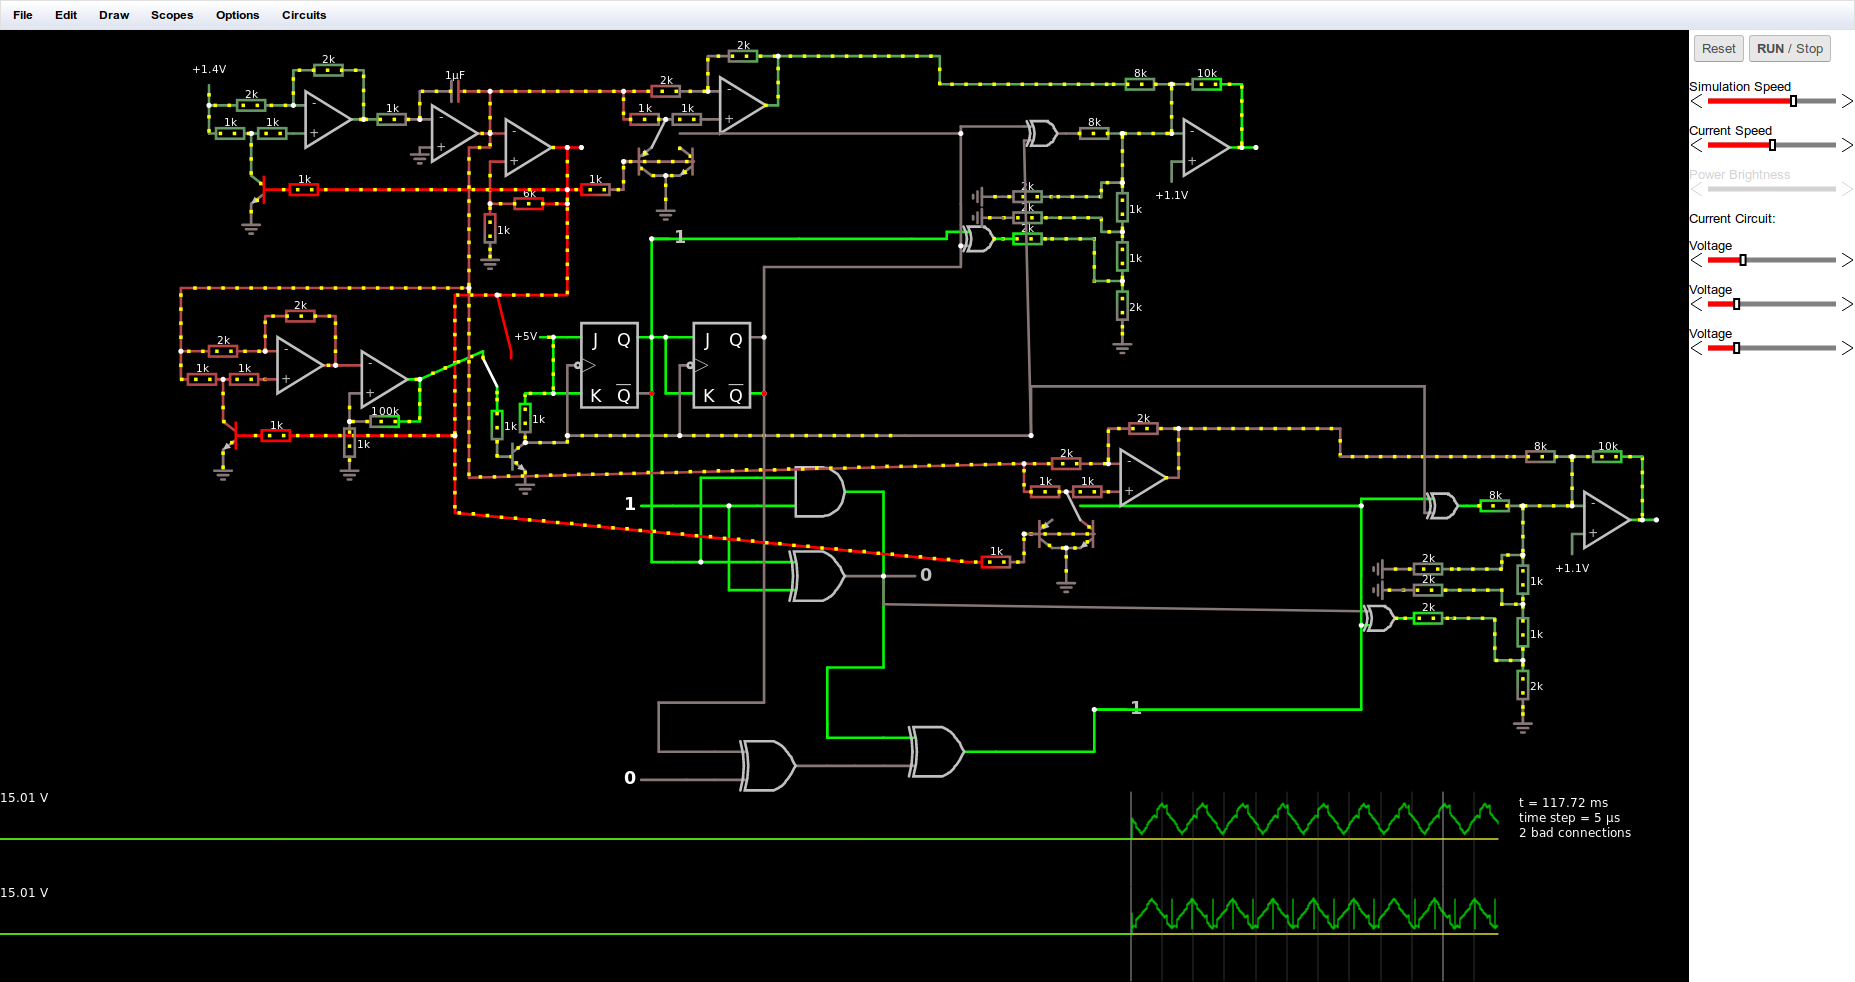 File Edit Draw Scopes Options Circuits
Reset RUN / Stop
Simulation Speed
Current Speed
Power Brightness
Current Circuit:
Voltage
Voltage
Voltage
+1.4V
2k
2k
1k
1k
1k
1k
1µF
6k
1k
2k
2k
1k
1k
1k
8k
10k
8k
+1.1V
2k
2k
2k
1k
1k
2k
1
2k
2k
1k
1k
1k
100k
1k
+5V
1k
1k
J Q
K Q
J Q
K Q
1
0
0
1
2k
2k
1k
1k
1k
8k
10k
8k
+1.1V
2k
2k
2k
1k
1k
2k
15.01 V
15.01 V
t = 117.72 ms
time step = 5 µs
2 bad connections